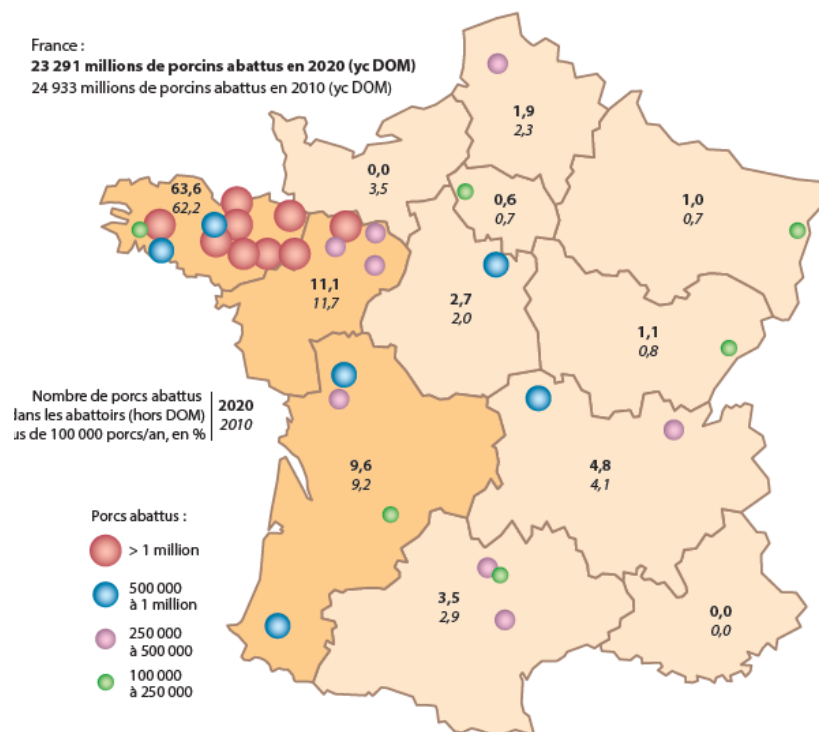 France :
23 291 millions de porcins abattus en 2020 (yc DOM)
24 933 millions de porcins abattus en 2010 (yc DOM)
1,9
2,3
0,0
3,5
63,6
62,2
0,6
0,7
1,0
0,7
11,1
11,7
2,7
2,0
1,1
0,8
Nombre de porcs abattus
dans les abattoirs (hors DOM)
us de 100 000 porcs/an, en %
2020
2010
9,6
9,2
4,8
4,1
3,5
2,9
0,0
0,0
Porcs abattus :
> 1 million
500 000
à 1 million
250 000
à 500 000
100 000
à 250 000